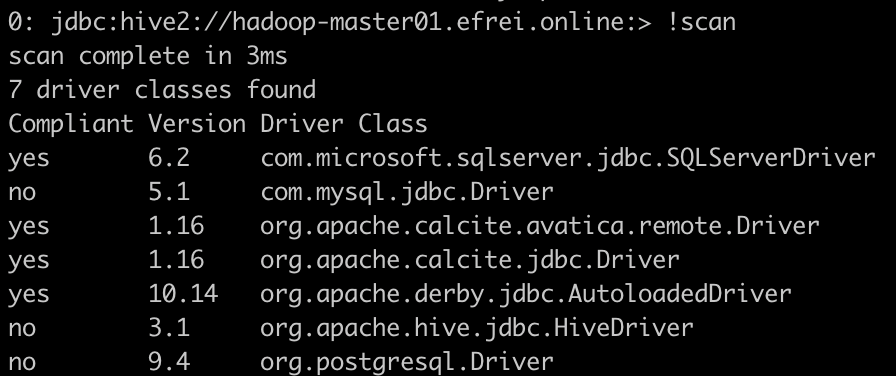 0: jdbc:hive2://hadoop-master01.efrei.online:> !scan
scan complete in 3ms
7 driver classes found
Compliant Version Driver Class
yes       6.2     com.microsoft.sqlserver.jdbc.SQLServerDriver
no        5.1     com.mysql.jdbc.Driver
yes       1.16    org.apache.calcite.avatica.remote.Driver
yes       1.16    org.apache.calcite.jdbc.Driver
yes       10.14   org.apache.derby.jdbc.AutoloadedDriver
no        3.1     org.apache.hive.jdbc.HiveDriver
no        9.4     org.postgresql.Driver